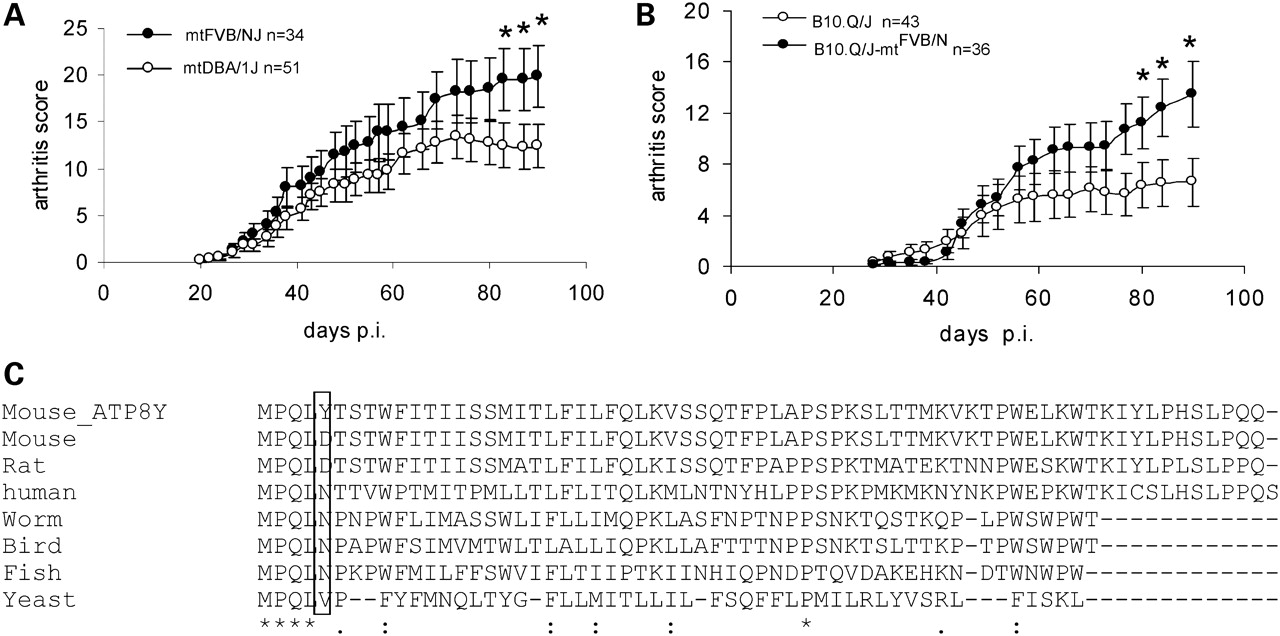 A
25
20
15
10
5
0
arthritis score
mtFVB/NJ n=34
mtDBA/1J n=51
* * *
0 20 40 60 80 100
days p.i.
B
20
16
12
8
4
0
arthritis score
B10.Q/J n=43
B10.Q/J-mtFVB/N n=36
* * *
0 20 40 60 80 100
days p.i.
C
Mouse_ATP8Y MPQLYTSTWFITIISSMITLFILFQLKVSSQTFPLAPSPKSLTTMKVKTPWELKWTKIYLPHSLPQQ-
Mouse MPQLDTSTWFITIISSMITLFILFQLKVSSQTFPLAPSPKSLTTMKVKTPWELKWTKIYLPHSLPQQ-
Rat MPQLDTSTWFITIISSMATLFILFQLKISSQTFPAPPSPKTMATEKTNNPWESKWTKIYLPLSLPPQ-
human MPQLNTTVWPTMITPMLLTLFLITQLKMLNTNYHLPPSPKPMKMKNYNKPWEPKWTKICSLHSLPPQS
Worm MPQLNPNPWFLIMASSWLIFLLIMQPKLASFNPTNPPSNKTQSTKQP-LPWSWPWT------------
Bird MPQLNPAPWFSIMVMTWLTLALLIQPKLLAFTTTNPPSNKTSLTTKP-TPWSWPWT------------
Fish MPQLNPKPWFMILFFSWVIFLTIIPTKIINHIQPNDPTQVDAKEHKN-DTWNWPW-------------
Yeast MPQLVP--FYFMNQLTYG-FLLMITLLIL-FSQFFLPMILRLYVSRL---FISKL-------------
**** . : : : : * . :